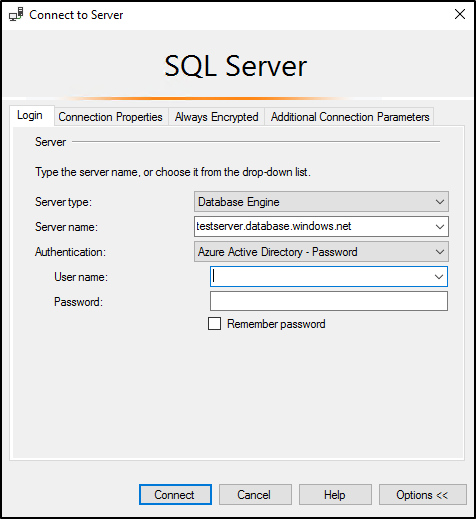 Connect to Server
SQL Server
Login Connection Properties Always Encrypted Additional Connection Parameters
Server
Type the server name, or choose it from the drop-down list.
Server type: Database Engine
Server name: testserver.database.windows.net
Authentication: Azure Active Directory - Password
User name:
Password:
Remember password
Connect Cancel Help Options <<